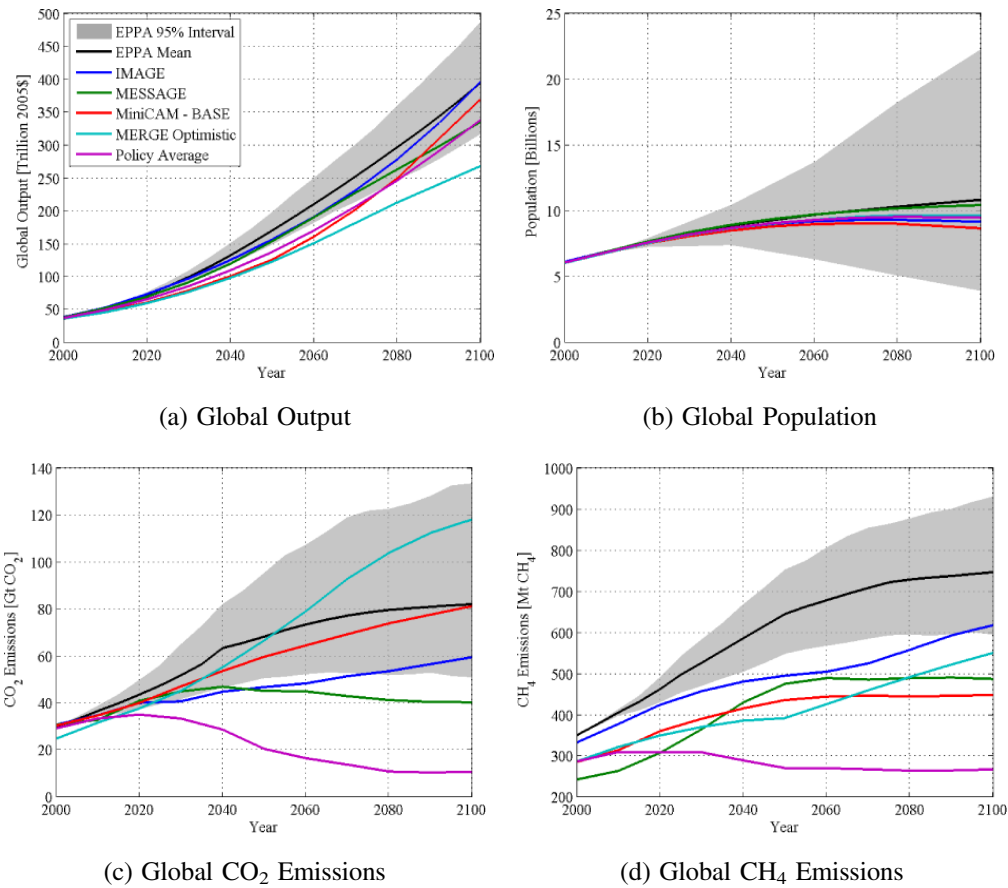 500
450
400
350
300
250
200
150
100
50
0
Global Output [Trillion 2005$]
EPPA 95% Interval
EPPA Mean
IMAGE
MESSAGE
MiniCAM - BASE
MERGE Optimistic
Policy Average
2000 2020 2040 2060 2080 2100
Year
(a) Global Output
25
20
15
10
5
0
Population [Billions]
2000 2020 2040 2060 2080 2100
Year
(b) Global Population
140
120
100
80
60
40
20
0
CO₂ Emissions [Gt CO₂]
2000 2020 2040 2060 2080 2100
Year
(c) Global CO₂ Emissions
1000
900
800
700
600
500
400
300
200
CH₄ Emissions [Mt CH₄]
2000 2020 2040 2060 2080 2100
Year
(d) Global CH₄ Emissions